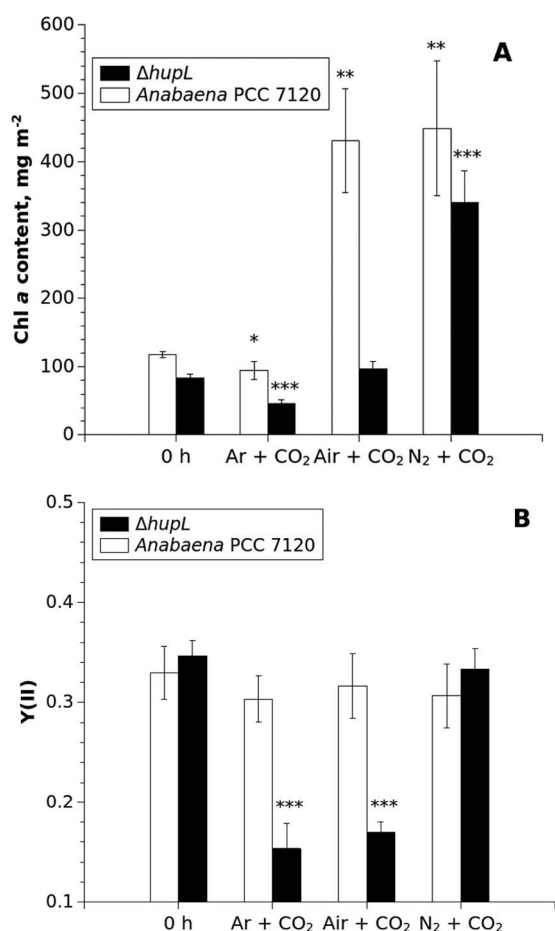 600
A
**
**
ΔhupL
Anabaena PCC 7120
500
***
400
Chl a content, mg m⁻²
300
200
*
***
100
0
0 h Ar + CO₂ Air + CO₂ N₂ + CO₂
0.5
B
ΔhupL
Anabaena PCC 7120
0.4
Y(II)
0.3
0.2
*** ***
0.1
0 h Ar + CO₂ Air + CO₂ N₂ + CO₂